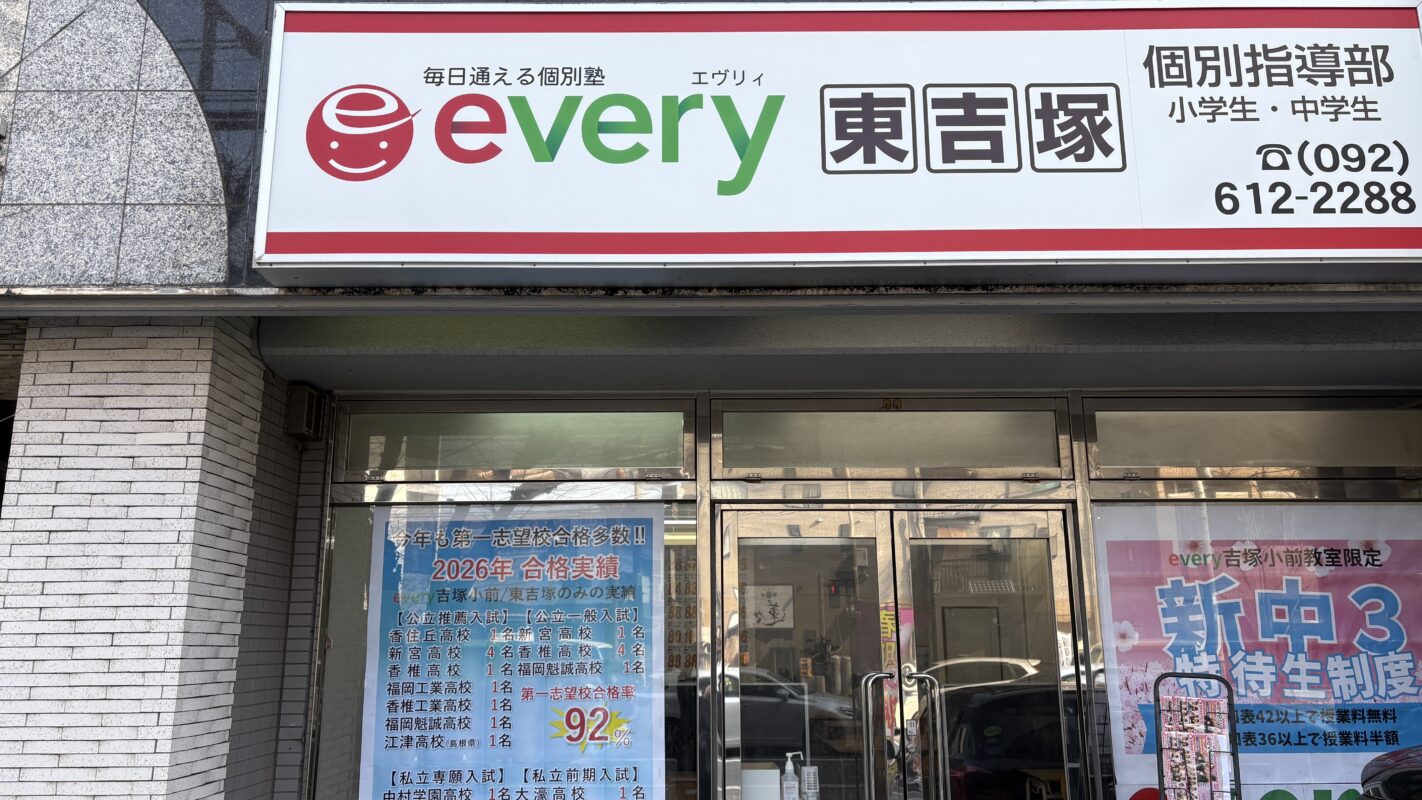 毎日通える個別塾
エヴリィ
every
東吉塚
個別指導部
小学生・中学生
☎(092)
612-2288
今年も第一志望校合格多数!!
2026年 合格実績
every吉塚小前/東吉塚のみの実績
【公立推薦入試】【公立一般入試】
香住丘高校 1名 新宮高校 1名
新宮高校 4名 香椎高校 4名
香椎高校 1名 福岡魁誠高校 1名
福岡工業高校 1名
香椎工業高校 1名
福岡魁誠高校 1名
江津高校(島根県) 1名
第一志望校合格率
92%
【私立専願入試】【私立前期入試】
中村学園高校 1名 大濠高校 1名
every吉塚小前教室限定
新中3
特待生制度
表42以上で授業料無料
表36以上で授業料半額